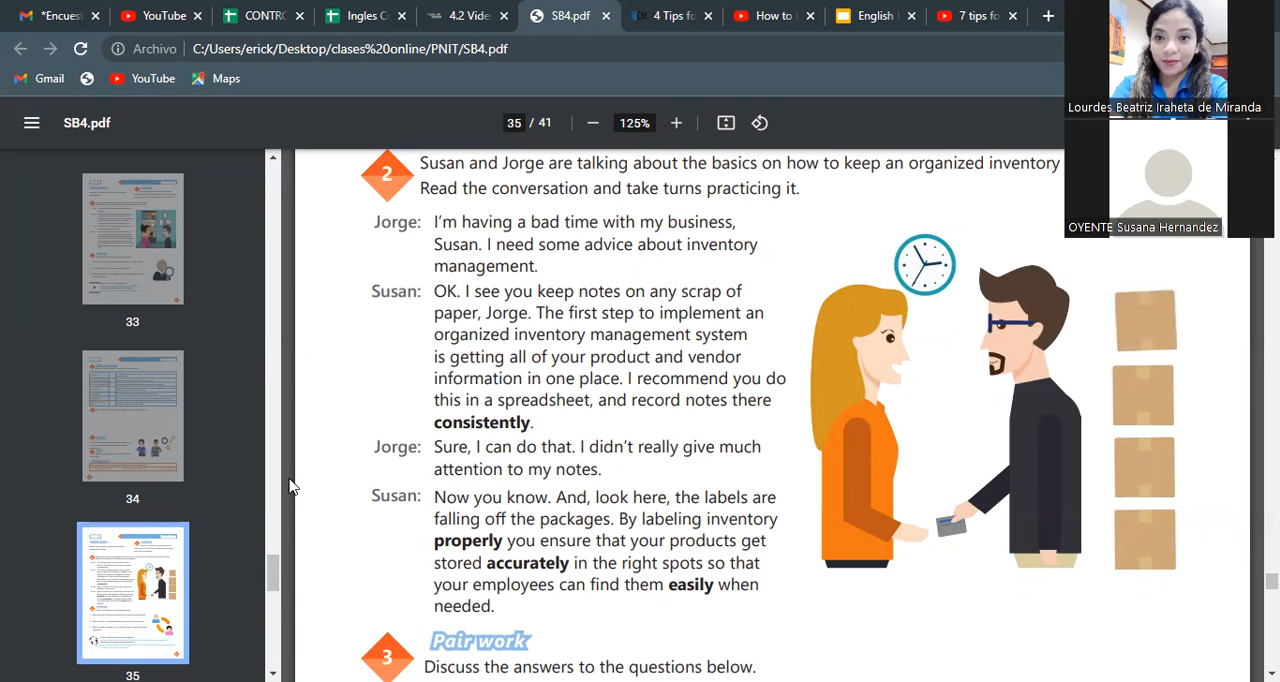 *Encues
YouTube
CONTRO
Ingles C
4.2 Vide
SB4.pdf
4 Tips fo
How to
English
7 tips fo
Archivo
C:/Users/erick/Desktop/clases%20online/PNIT/SB4.pdf
Gmail
YouTube
Maps
Lourdes Beatriz Iraheta de Miranda
OYENTE Susana Hernandez
SB4.pdf
35 / 41
125%
33
34
35
2
Susan and Jorge are talking about the basics on how to keep an organized inventory
Read the conversation and take turns practicing it.
Jorge: I'm having a bad time with my business,
Susan. I need some advice about inventory
management.
Susan: OK. I see you keep notes on any scrap of
paper, Jorge. The first step to implement an
organized inventory management system
is getting all of your product and vendor
information in one place. I recommend you do
this in a spreadsheet, and record notes there
consistently.
Jorge: Sure, I can do that. I didn't really give much
attention to my notes.
Susan: Now you know. And, look here, the labels are
falling off the packages. By labeling inventory
properly you ensure that your products get
stored accurately in the right spots so that
your employees can find them easily when
needed.
3
Pair work
Discuss the answers to the questions below.